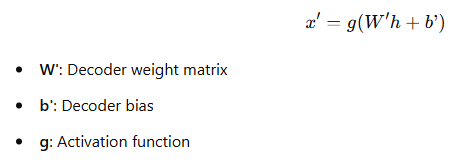 x′ = g(W′h + b’)
W': Decoder weight matrix
b': Decoder bias
g: Activation function